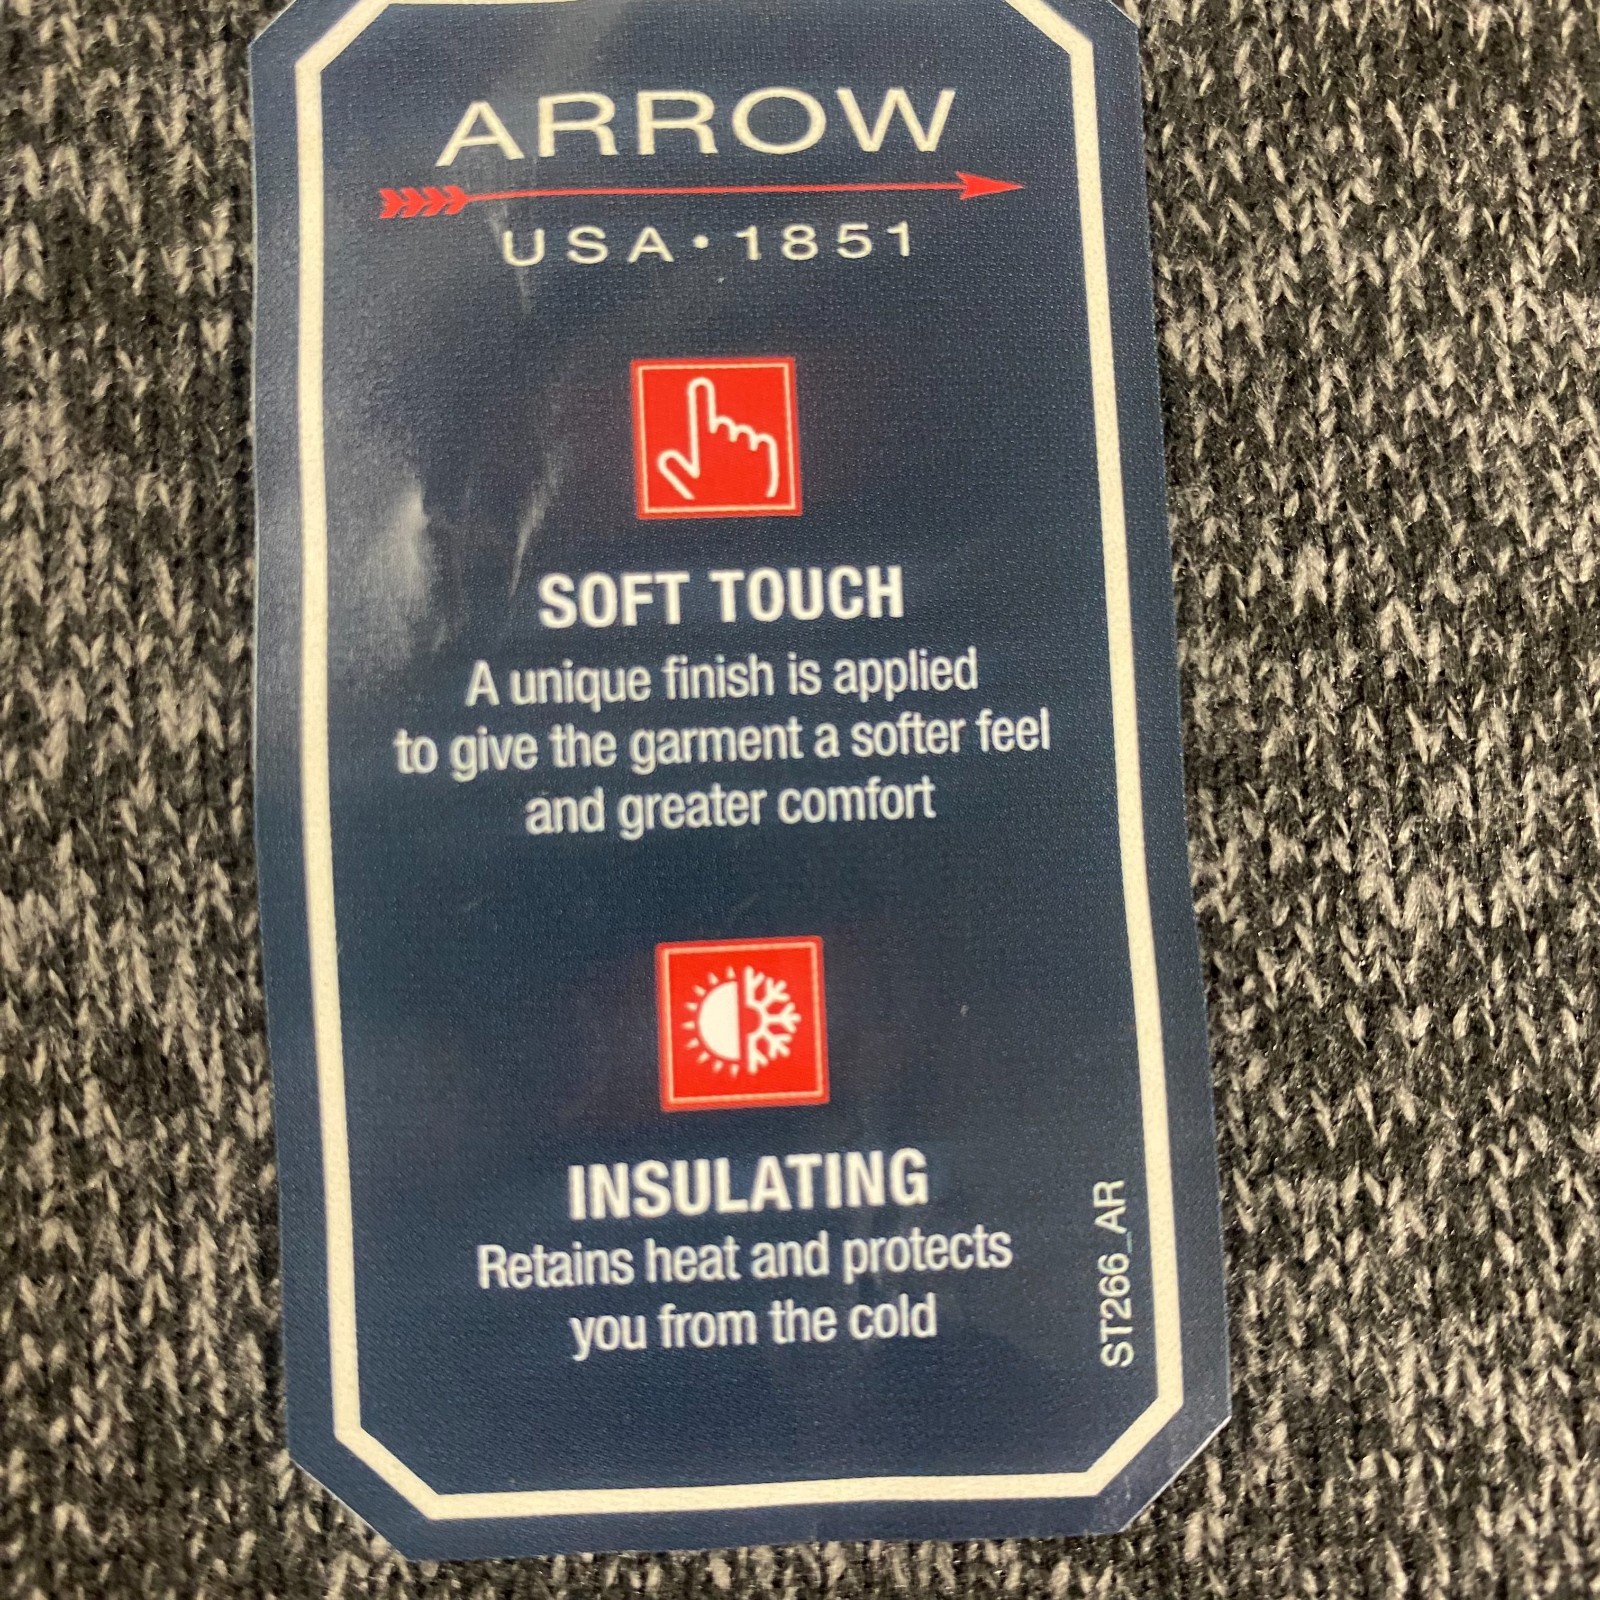 ARROW
USA·1851
SOFT TOUCH
A unique finish is applied
to give the garment a softer feel
and greater comfort
INSULATING
Retains heat and protects
you from the cold
ST266_AR